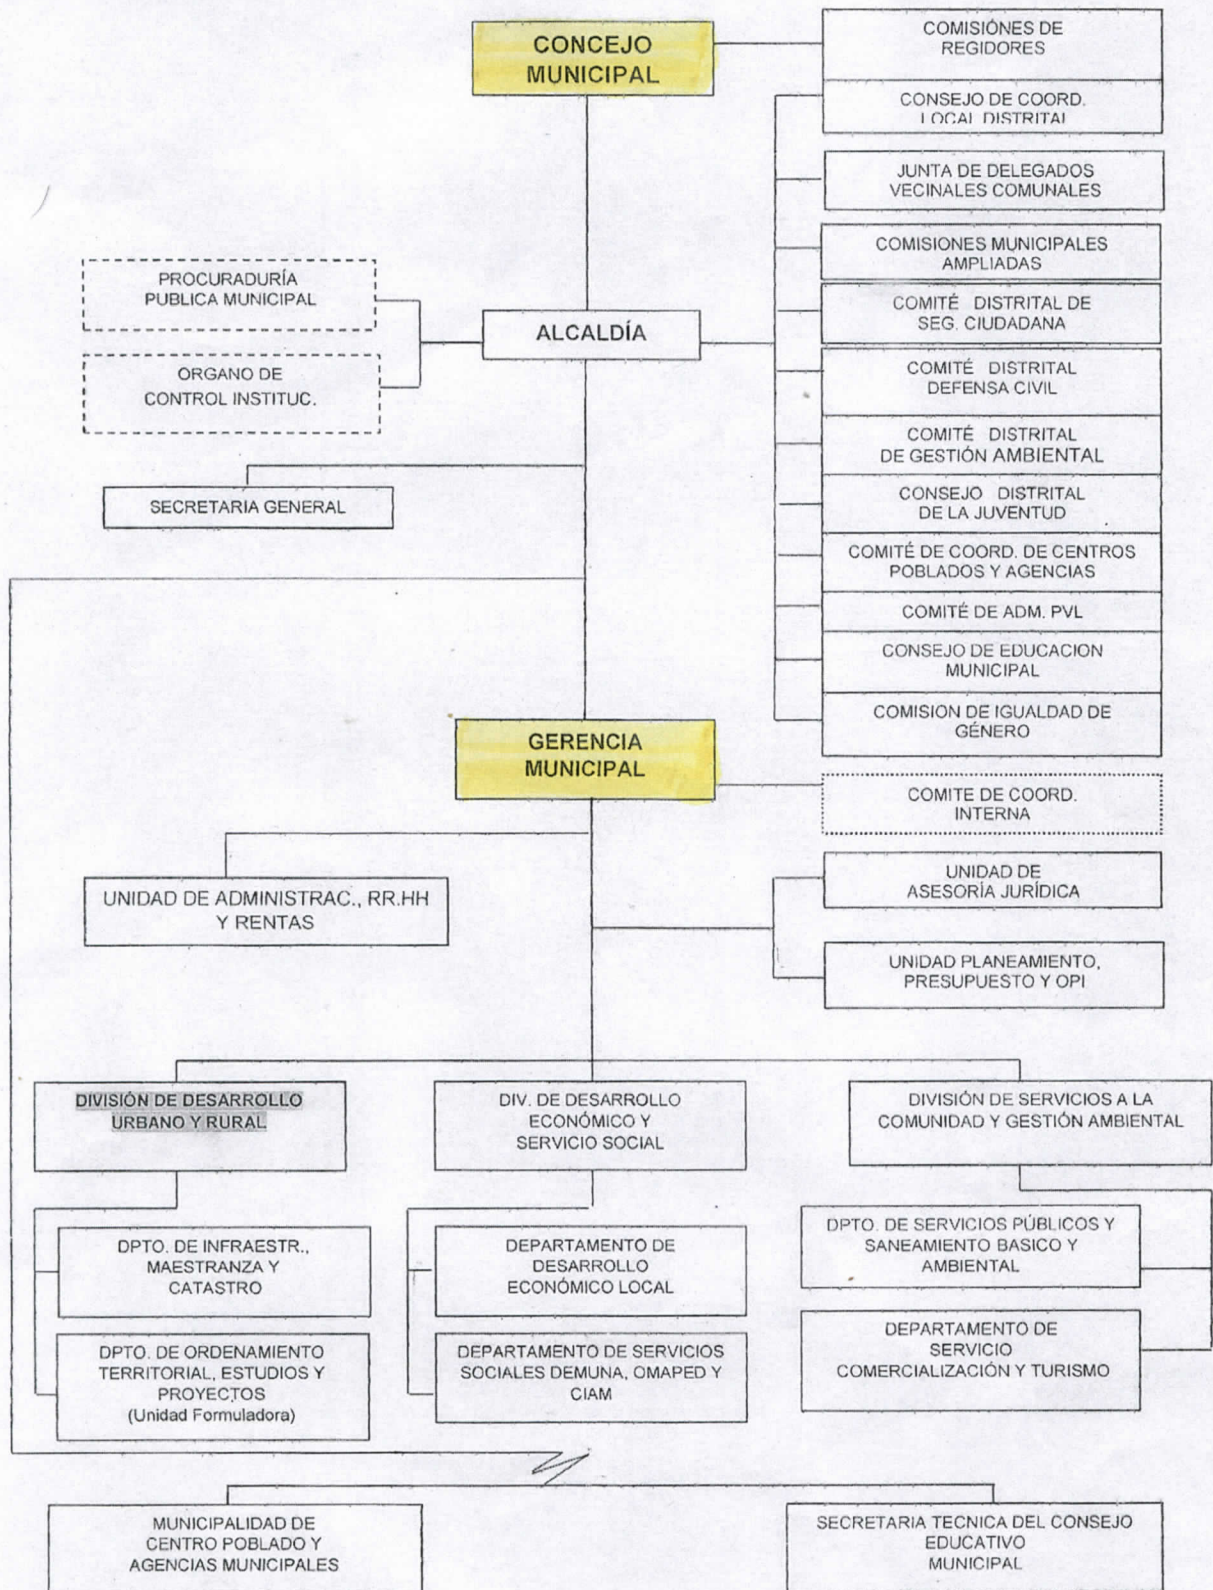 CONCEJO
MUNICIPAL
COMISIÓNES DE
REGIDORES
CONSEJO DE COORD.
LOCAL DISTRITAL
JUNTA DE DELEGADOS
VECINALES COMUNALES
COMISIONES MUNICIPALES
AMPLIADAS
COMITÉ DISTRITAL DE
SEG. CIUDADANA
COMITÉ DISTRITAL
DEFENSA CIVIL
COMITÉ DISTRITAL
DE GESTIÓN AMBIENTAL
CONSEJO DISTRITAL
DE LA JUVENTUD
COMITÉ DE COORD. DE CENTROS
POBLADOS Y AGENCIAS
COMITÉ DE ADM. PVL
CONSEJO DE EDUCACION
MUNICIPAL
COMISION DE IGUALDAD DE
GÉNERO
PROCURADURÍA
PUBLICA MUNICIPAL
ORGANO DE
CONTROL INSTITUC.
ALCALDÍA
SECRETARIA GENERAL
GERENCIA
MUNICIPAL
COMITE DE COORD.
INTERNA
UNIDAD DE ADMINISTRAC., RR.HH
Y RENTAS
UNIDAD DE
ASESORÍA JURÍDICA
UNIDAD PLANEAMIENTO,
PRESUPUESTO Y OPI
DIVISIÓN DE DESARROLLO
URBANO Y RURAL
DIV. DE DESARROLLO
ECONÓMICO Y
SERVICIO SOCIAL
DIVISIÓN DE SERVICIOS A LA
COMUNIDAD Y GESTIÓN AMBIENTAL
DPTO. DE INFRAESTR.,
MAESTRANZA Y
CATASTRO
DEPARTAMENTO DE
DESARROLLO
ECONÓMICO LOCAL
DPTO. DE SERVICIOS PÚBLICOS Y
SANEAMIENTO BASICO Y
AMBIENTAL
DPTO. DE ORDENAMIENTO
TERRITORIAL, ESTUDIOS Y
PROYECTOS
(Unidad Formuladora)
DEPARTAMENTO DE SERVICIOS
SOCIALES DEMUNA, OMAPED Y
CIAM
DEPARTAMENTO DE
SERVICIO
COMERCIALIZACIÓN Y TURISMO
MUNICIPALIDAD DE
CENTRO POBLADO Y
AGENCIAS MUNICIPALES
SECRETARIA TECNICA DEL CONSEJO
EDUCATIVO
MUNICIPAL